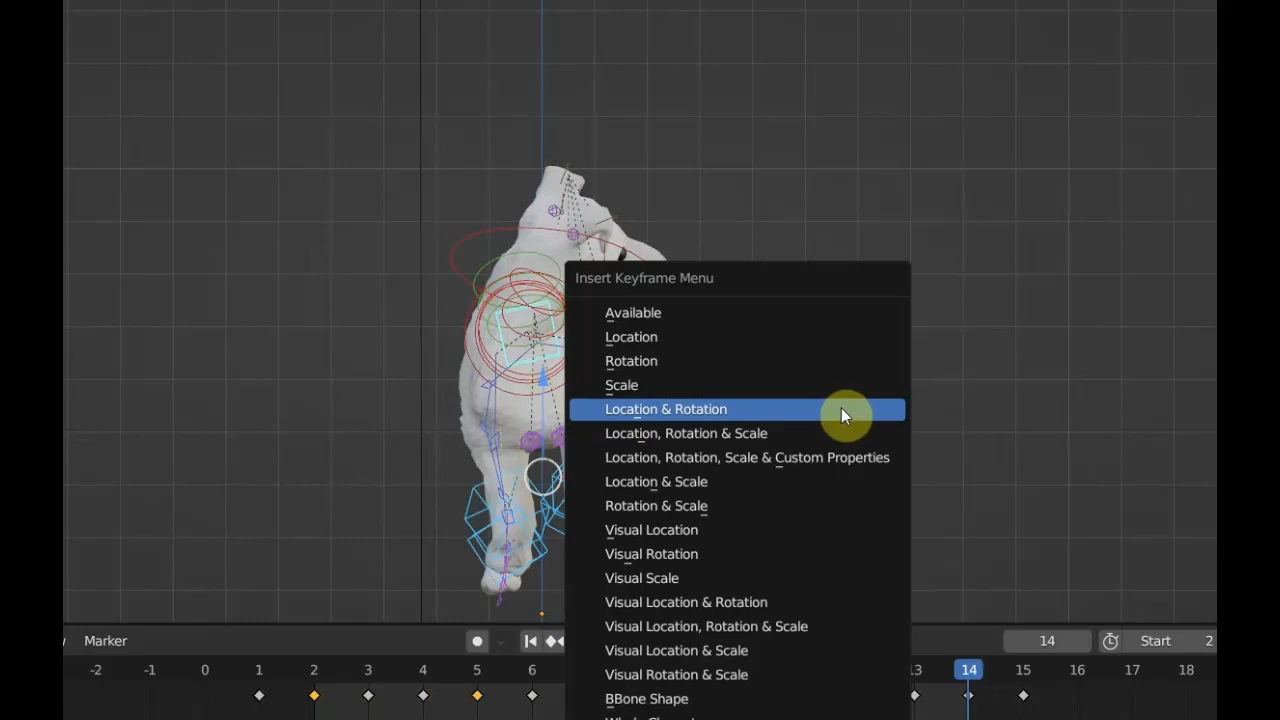 Insert Keyframe Menu
Available
Location
Rotation
Scale
Location & Rotation
Location, Rotation & Scale
Location, Rotation, Scale & Custom Properties
Location & Scale
Rotation & Scale
Visual Location
Visual Rotation
Visual Scale
Visual Location & Rotation
Visual Location, Rotation & Scale
Visual Location & Scale
Visual Rotation & Scale
BBone Shape
Marker 14 Start 2
-2 -1 0 1 2 3 4 5 6 13 14 15 16 17 18